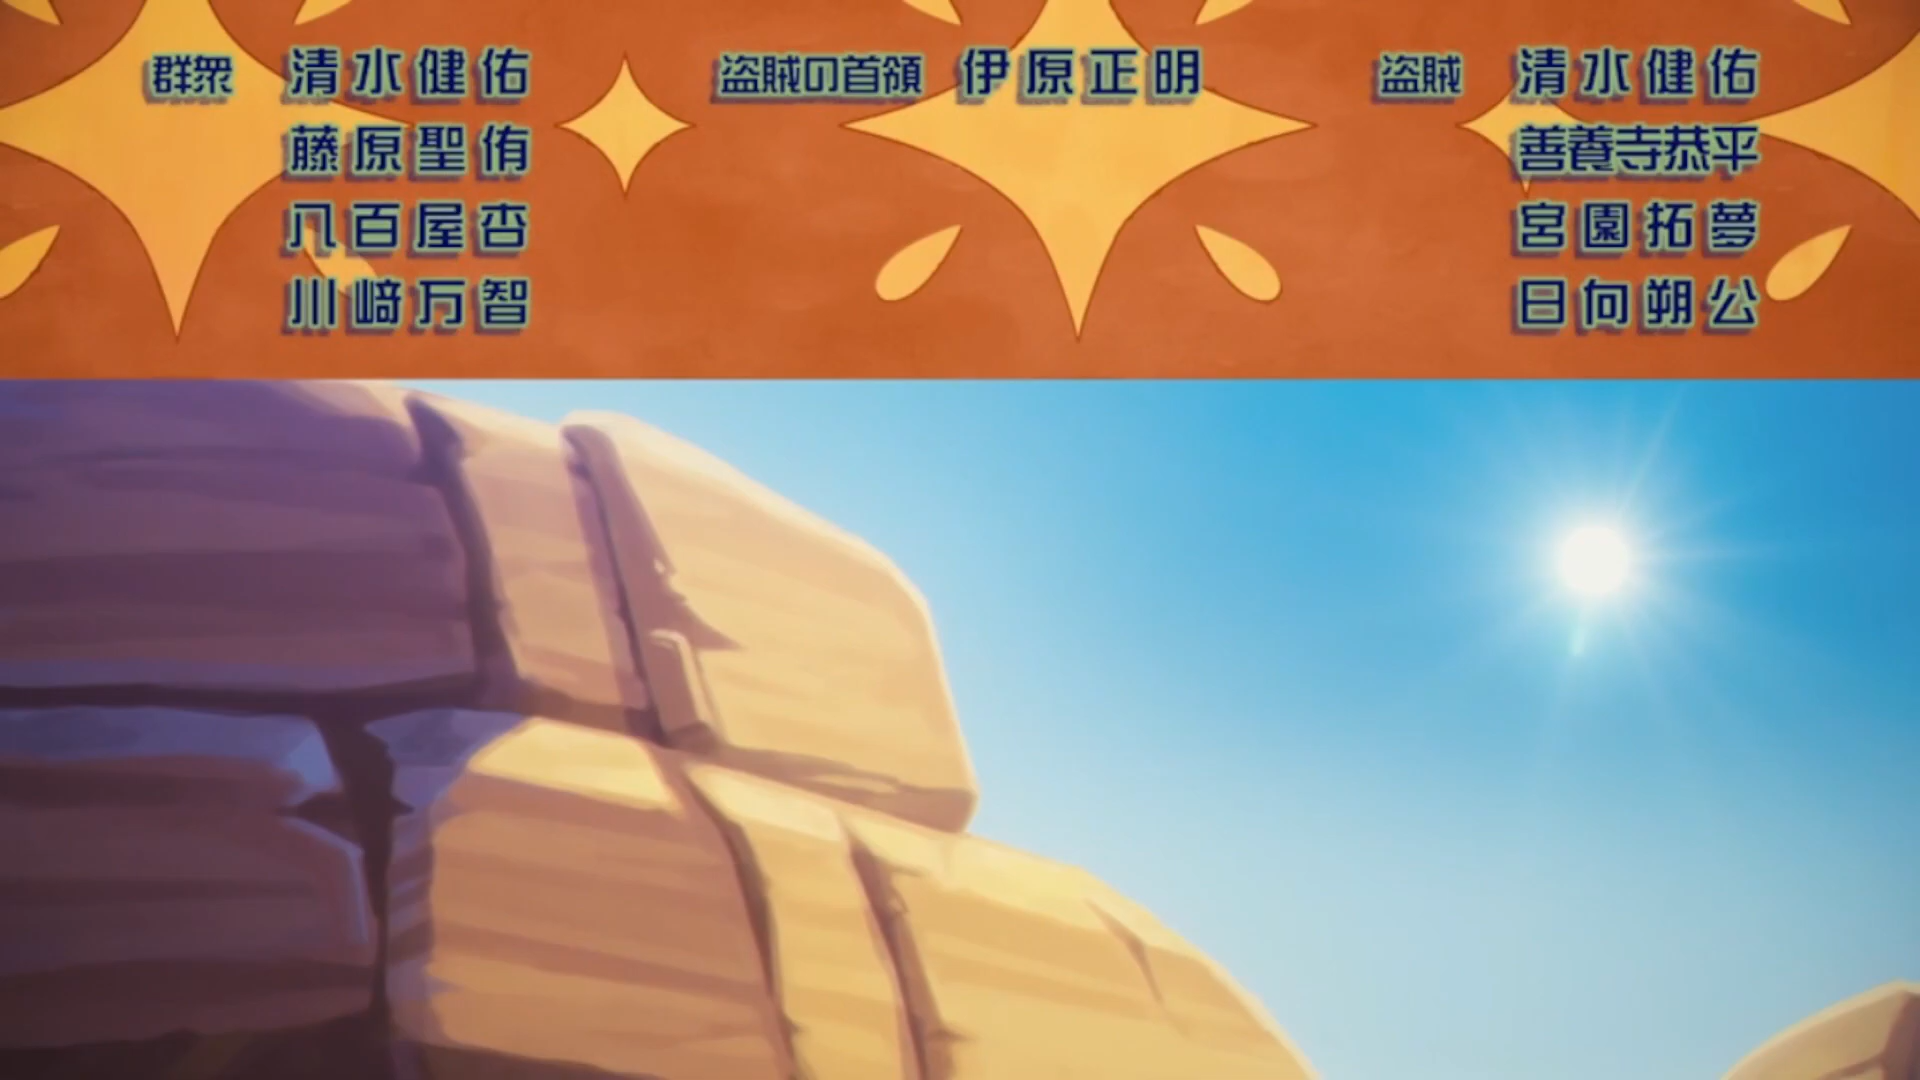 群衆 清水健佑
藤原聖侑
八百屋杏
川﨑万智
盗賊の首領 伊原正明
盗賊 清水健佑
善養寺恭平
宮園拓夢
日向朔公